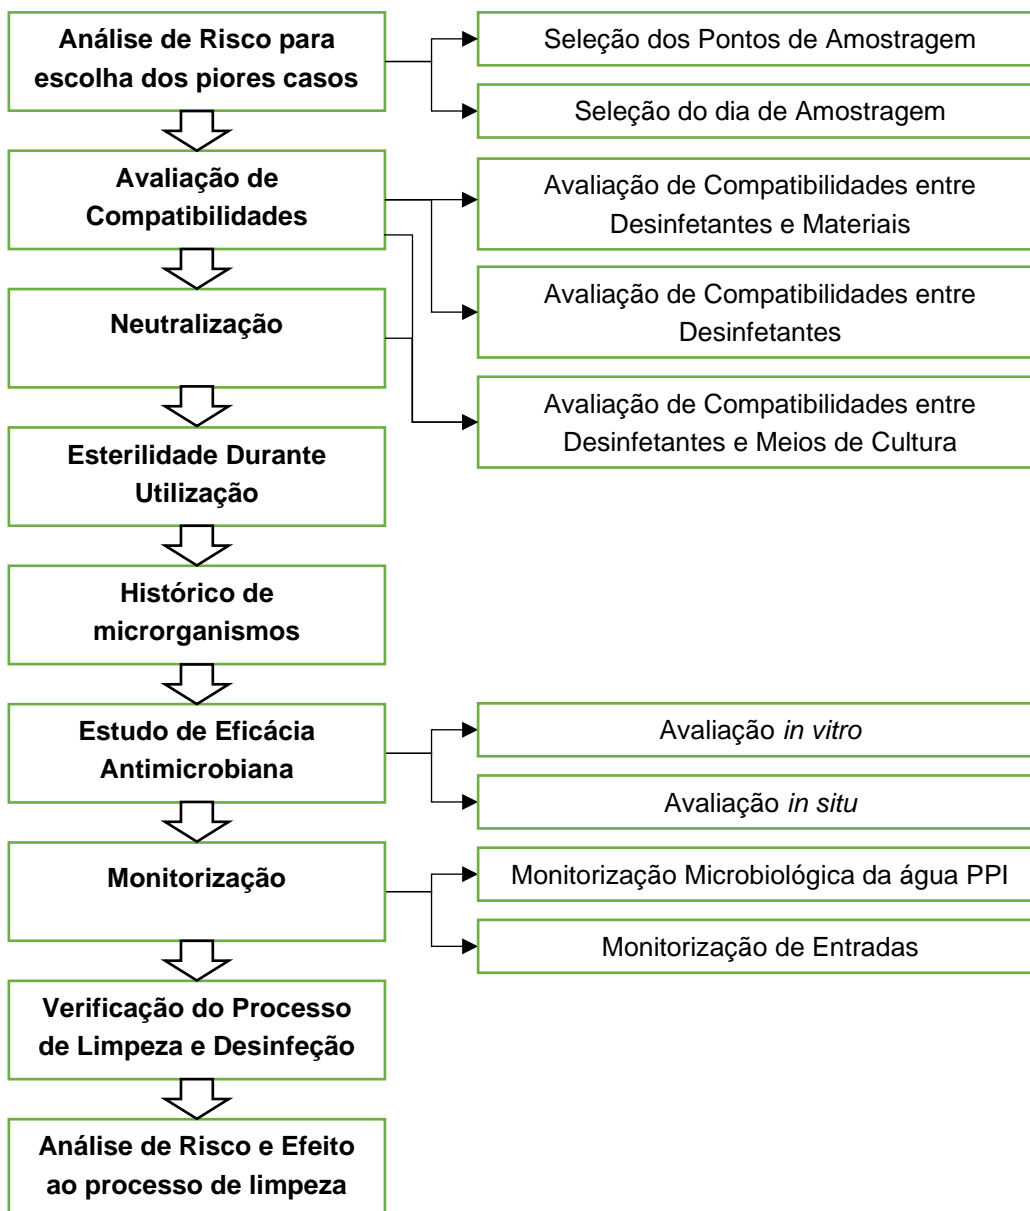 Análise de Risco para
escolha dos piores casos
Seleção dos Pontos de Amostragem
Seleção do dia de Amostragem
Avaliação de
Compatibilidades
Avaliação de Compatibilidades entre
Desinfetantes e Materiais
Neutralização
Avaliação de Compatibilidades entre
Desinfetantes
Avaliação de Compatibilidades entre
Desinfetantes e Meios de Cultura
Esterilidade Durante
Utilização
Histórico de
microrganismos
Estudo de Eficácia
Antimicrobiana
Avaliação in vitro
Avaliação in situ
Monitorização
Monitorização Microbiológica da água PPI
Monitorização de Entradas
Verificação do Processo
de Limpeza e Desinfeção
Análise de Risco e Efeito
ao processo de limpeza